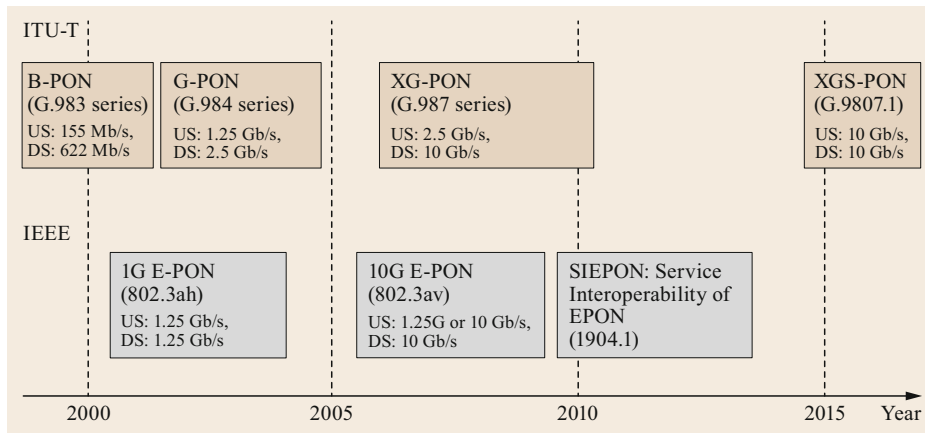 ITU-T
B-PON
(G.983 series)
US: 155 Mb/s,
DS: 622 Mb/s
G-PON
(G.984 series)
US: 1.25 Gb/s,
DS: 2.5 Gb/s
XG-PON
(G.987 series)
US: 2.5 Gb/s,
DS: 10 Gb/s
XGS-PON
(G.9807.1)
US: 10 Gb/s,
DS: 10 Gb/s
IEEE
1G E-PON
(802.3ah)
US: 1.25 Gb/s,
DS: 1.25 Gb/s
10G E-PON
(802.3av)
US: 1.25G or 10 Gb/s,
DS: 10 Gb/s
SIEPON: Service
Interoperability of
EPON
(1904.1)
2000
2005
2010
2015
Year